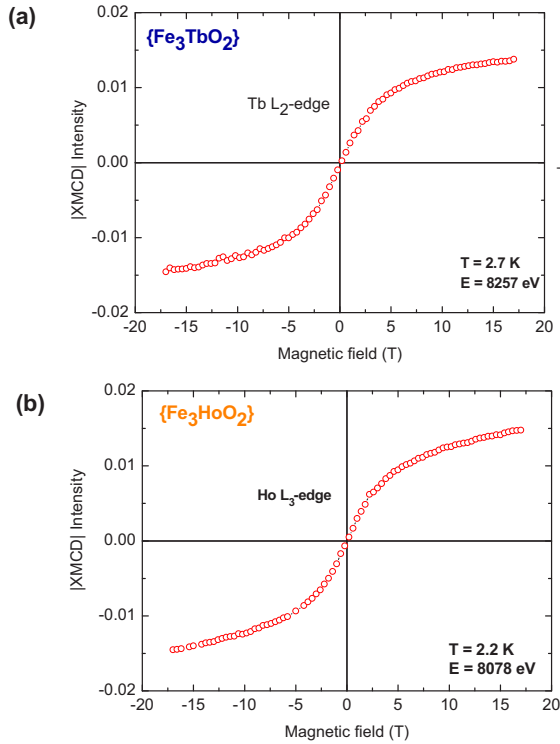 (a)
{Fe₃TbO₂}
Tb L₂-edge
|XMCD| Intensity
0.02
0.01
0.00
-0.01
-0.02
T = 2.7 K
E = 8257 eV
-20 -15 -10 -5 0 5 10 15 20
Magnetic field (T)
(b)
{Fe₃HoO₂}
Ho L₃-edge
|XMCD| Intensity
0.02
0.01
0.00
-0.01
-0.02
T = 2.2 K
E = 8078 eV
-20 -15 -10 -5 0 5 10 15 20
Magnetic field (T)